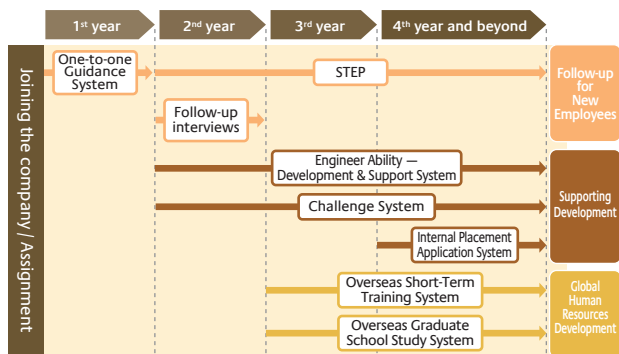 1st year
2nd year
3rd year
4th year and beyond
Joining the company / Assignment
One-to-one
Guidance
System
STEP
Follow-up
for
New
Employees
Follow-up
interviews
Engineer Ability —
Development & Support System
Challenge System
Internal Placement
Application System
Supporting
Development
Overseas Short-Term
Training System
Overseas Graduate
School Study System
Global
Human
Resources
Development